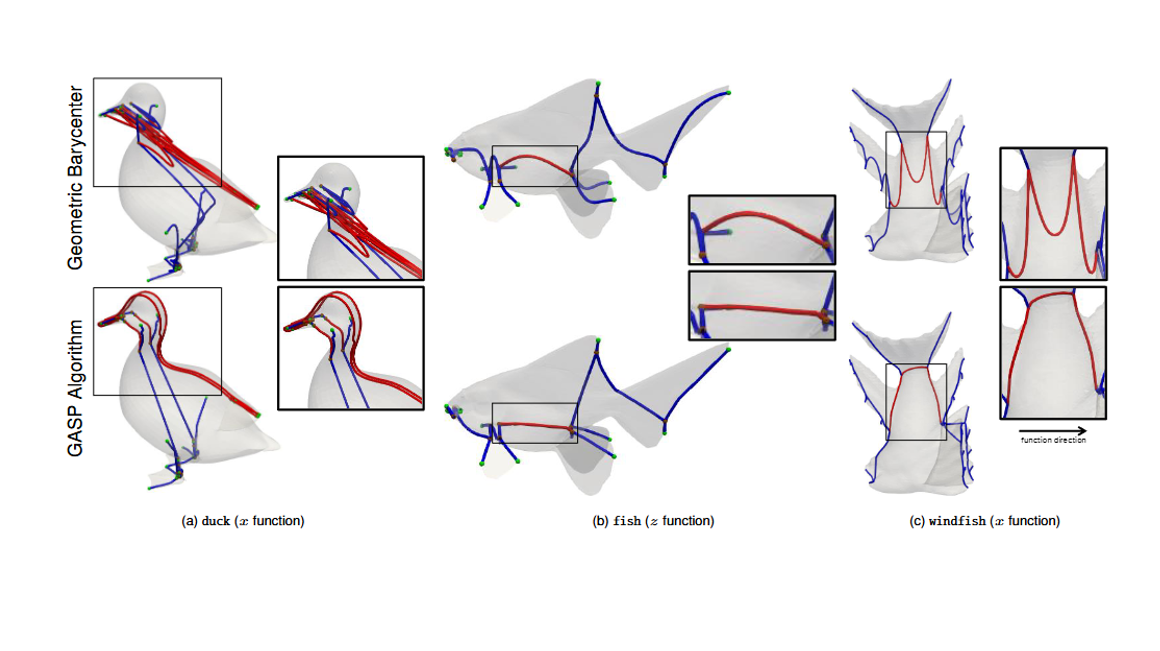 Geometric Barycenter
GASP Algorithm
function direction
(a) duck (x function)
(b) fish (z function)
(c) windfish (x function)